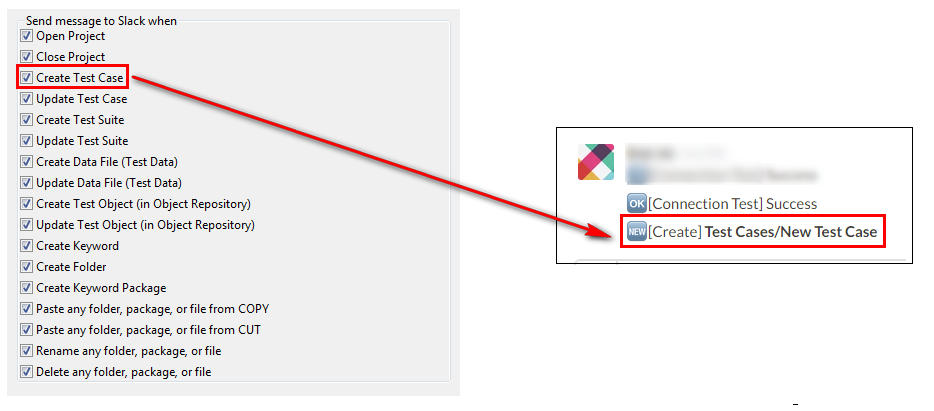 Send message to Slack when
Open Project
Close Project
Create Test Case
Update Test Case
Create Test Suite
Update Test Suite
Create Data File (Test Data)
Update Data File (Test Data)
Create Test Object (in Object Repository)
Update Test Object (in Object Repository)
Create Keyword
Create Folder
Create Keyword Package
Paste any folder, package, or file from COPY
Paste any folder, package, or file from CUT
Rename any folder, package, or file
Delete any folder, package, or file
OK [Connection Test] Success
NEW [Create] Test Cases/New Test Case